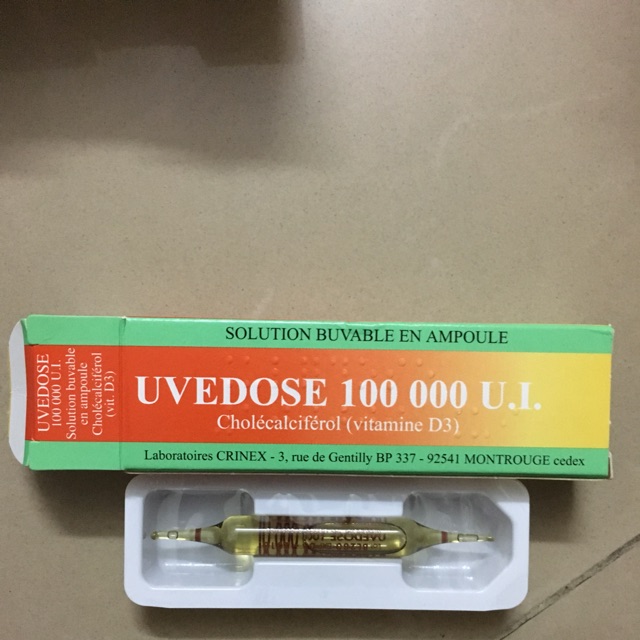 SOLUTION BUVABLE EN AMPOULE
UVEDOSE 100 000 U.I.
Cholécalciférol (vitamine D3)
Laboratoires CRINEX - 3, rue de Gentilly BP 337 - 92541 MONTROUGE cedex
UVEDOSE
100 000 U.I.
Solution buvable
en ampoule
Cholécalciférol
(vit. D3)
UVEDOSE